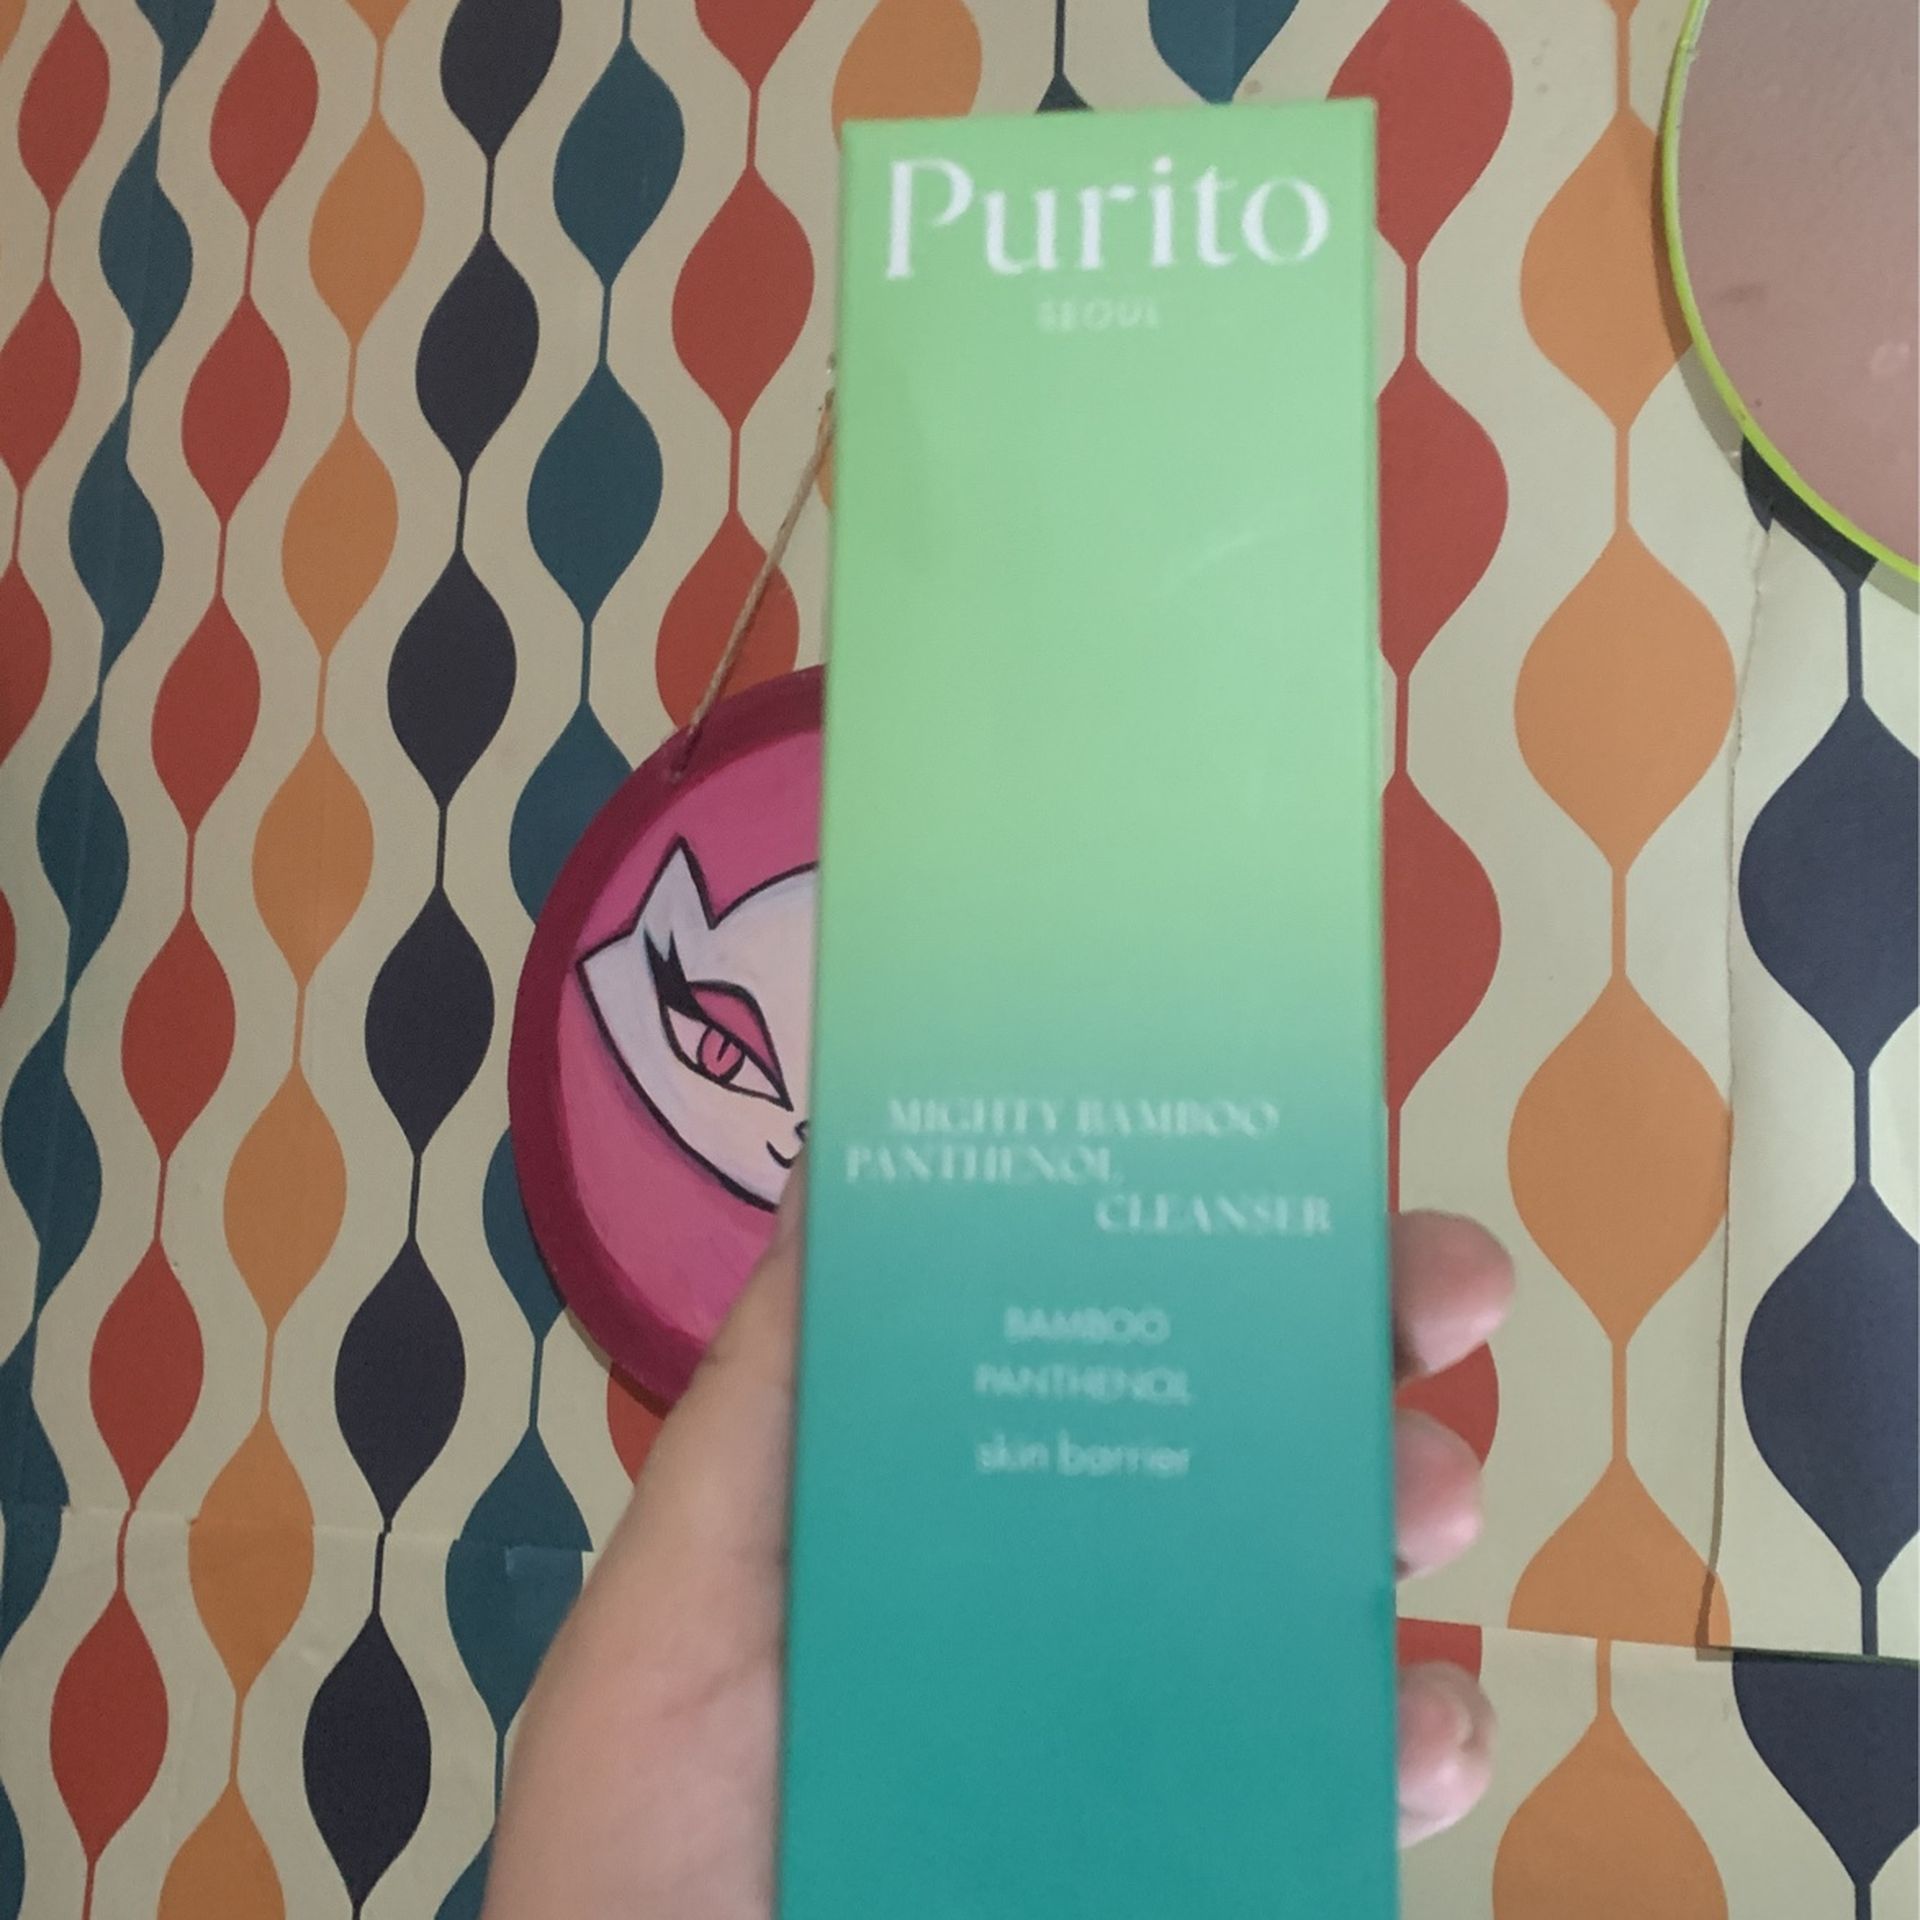 Purito
SEOUL
MIGHTY BAMBOO
PANTHENOL
CLEANSER
BAMBOO
PANTHENOL
skin barrier